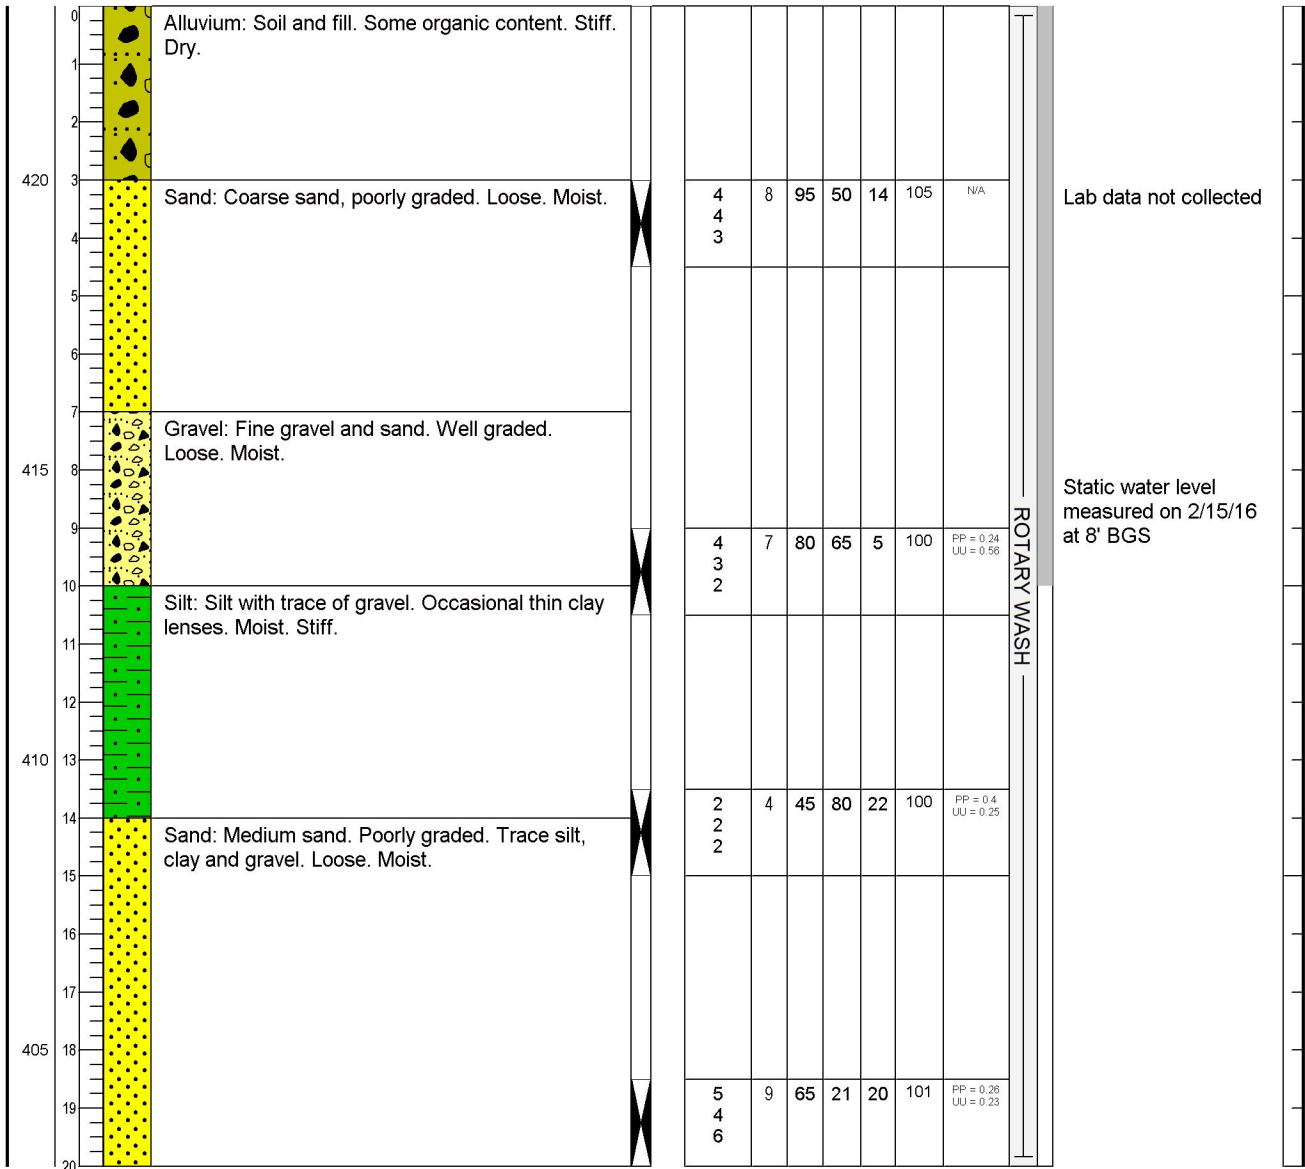 0
Alluvium: Soil and fill. Some organic content. Stiff.
Dry.
1
2
420 3
Sand: Coarse sand, poorly graded. Loose. Moist.
4 8 95 50 14 105 N/A
4
3
Lab data not collected
4
5
6
7
Gravel: Fine gravel and sand. Well graded.
Loose. Moist.
415 8
Static water level
measured on 2/15/16
at 8' BGS
9
4 7 80 65 5 100 PP = 0.24
UU = 0.56
3
2
ROTARY WASH
10
Silt: Silt with trace of gravel. Occasional thin clay
lenses. Moist. Stiff.
11
12
410 13
2 4 45 80 22 100 PP = 0.4
UU = 0.25
2
2
14
Sand: Medium sand. Poorly graded. Trace silt,
clay and gravel. Loose. Moist.
15
16
17
405 18
5 9 65 21 20 101 PP = 0.26
UU = 0.23
4
6
19
20